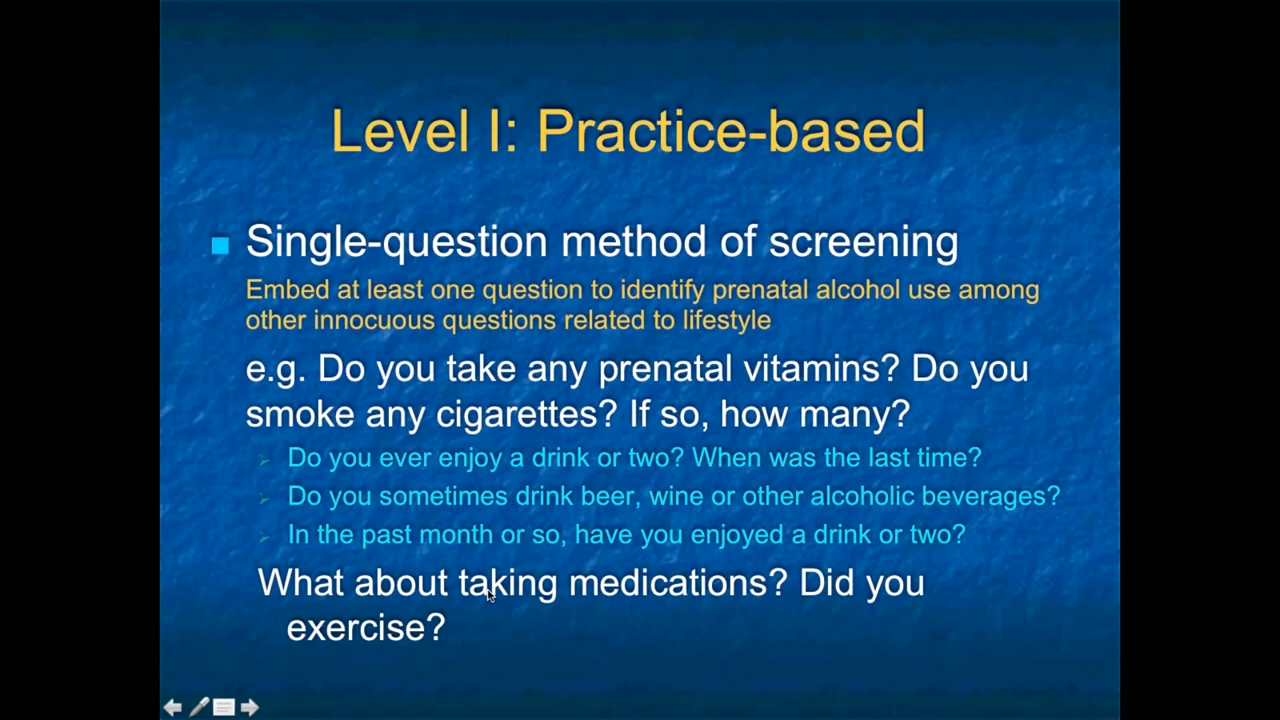 Level I: Practice-based
Single-question method of screening
Embed at least one question to identify prenatal alcohol use among
other innocuous questions related to lifestyle
e.g. Do you take any prenatal vitamins? Do you
smoke any cigarettes? If so, how many?
Do you ever enjoy a drink or two? When was the last time?
Do you sometimes drink beer, wine or other alcoholic beverages?
In the past month or so, have you enjoyed a drink or two?
What about taking medications? Did you
exercise?